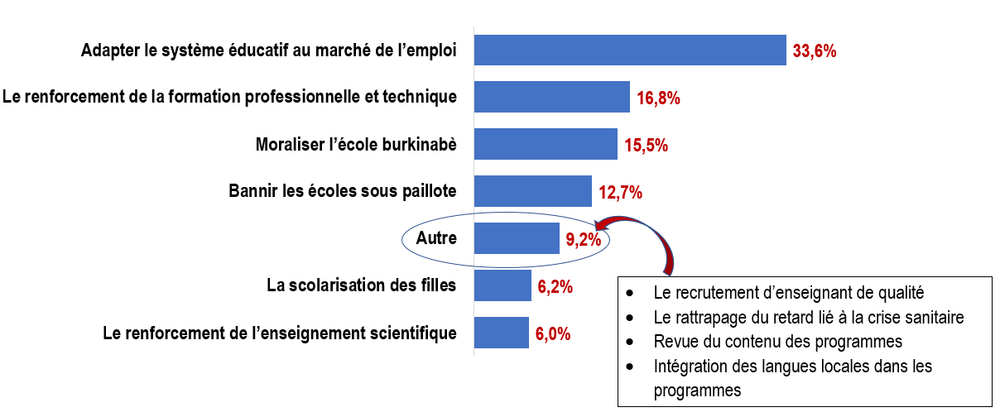 Adapter le système éducatif au marché de l’emploi 33,6%
Le renforcement de la formation professionnelle et technique 16,8%
Moraliser l’école burkinabè 15,5%
Bannir les écoles sous paillote 12,7%
Autre 9,2%
La scolarisation des filles 6,2%
Le renforcement de l’enseignement scientifique 6,0%
• Le recrutement d’enseignant de qualité
• Le rattrapage du retard lié à la crise sanitaire
• Revue du contenu des programmes
• Intégration des langues locales dans les
programmes